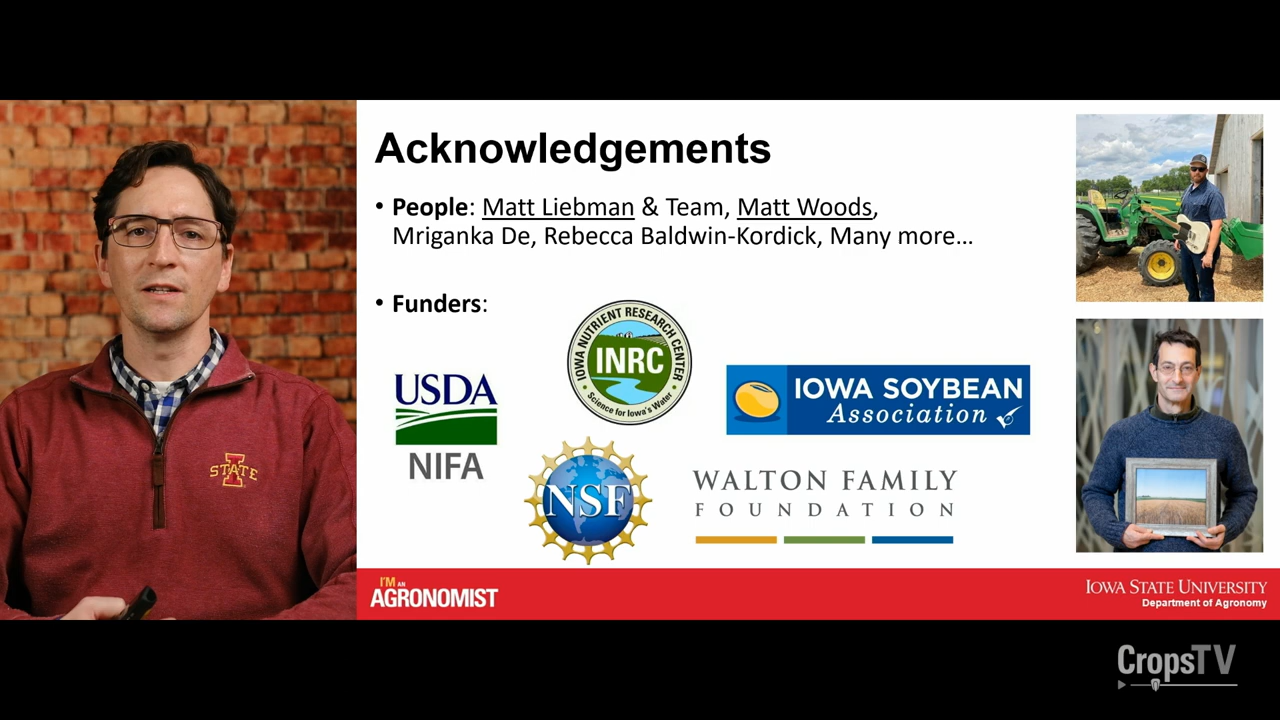 STATE
Acknowledgements
• People: Matt Liebman & Team, Matt Woods,
Mriganka De, Rebecca Baldwin-Kordick, Many more…
• Funders:
IOWA NUTRIENT RESEARCH CENTER
INRC
• Science for Iowa's Water •
USDA
NIFA
IOWA SOYBEAN
Association
NSF
WALTON FAMILY
FOUNDATION
I'M AN
AGRONOMIST
IOWA STATE UNIVERSITY
Department of Agronomy
CropsTV